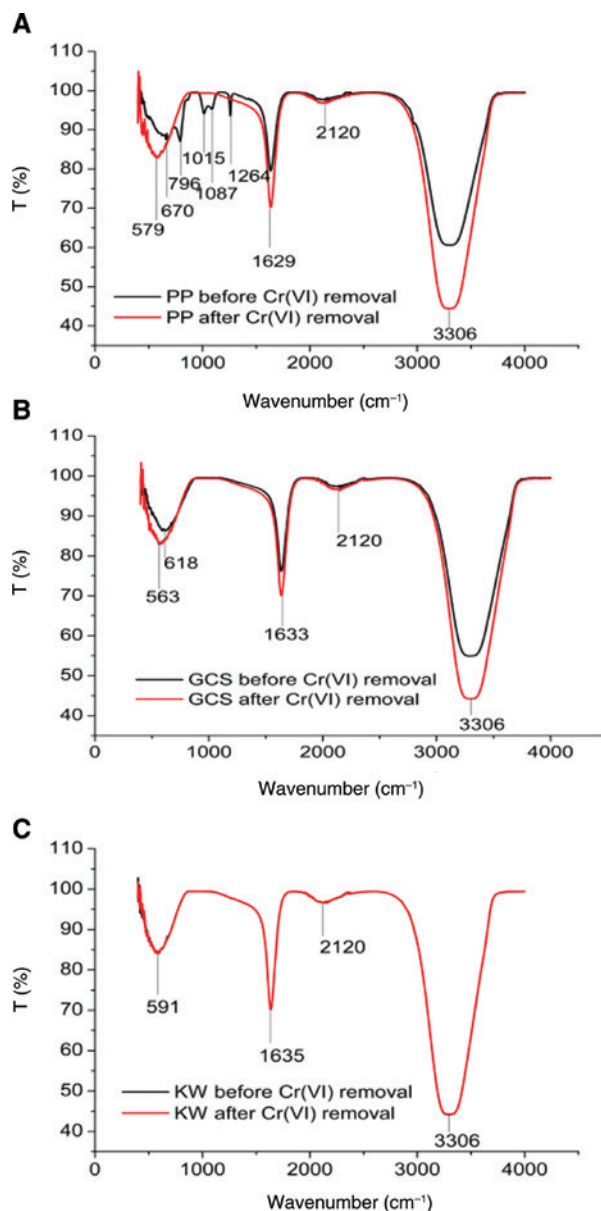 A
110
100
90
80
70
60
50
40
T (%)
579
670
796
1015
1087
1264
1629
2120
3306
PP before Cr(VI) removal
PP after Cr(VI) removal
0 1000 2000 3000 4000
Wavenumber (cm⁻¹)
B
110
100
90
80
70
60
50
40
T (%)
563
618
1633
2120
3306
GCS before Cr(VI) removal
GCS after Cr(VI) removal
0 1000 2000 3000 4000
Wavenumber (cm⁻¹)
C
110
100
90
80
70
60
50
40
T (%)
591
1635
2120
3306
KW before Cr(VI) removal
KW after Cr(VI) removal
0 1000 2000 3000 4000
Wavenumber (cm⁻¹)